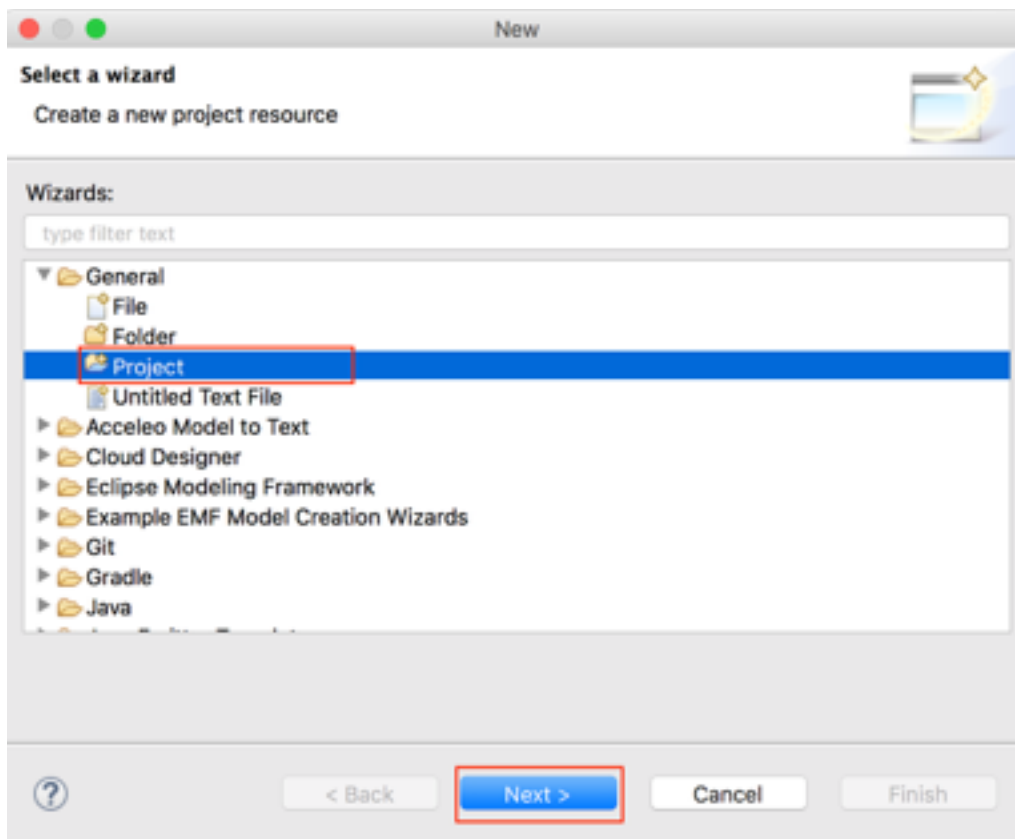 New
Select a wizard
Create a new project resource
Wizards:
type filter text
General
File
Folder
Project
Untitled Text File
Acceleo Model to Text
Cloud Designer
Eclipse Modeling Framework
Example EMF Model Creation Wizards
Git
Gradle
Java
? < Back Next > Cancel Finish